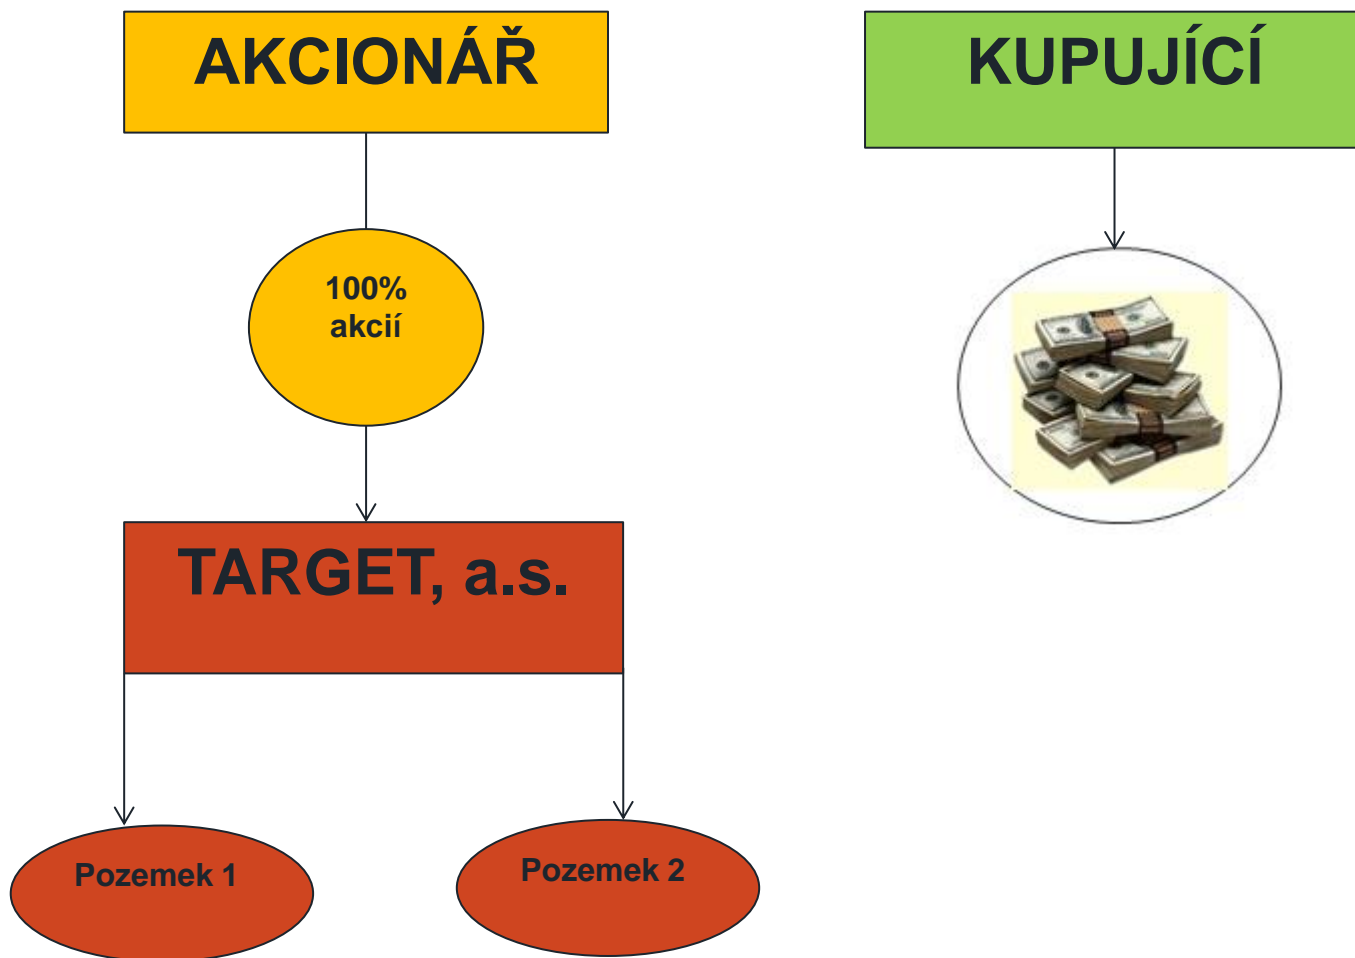 AKCIONÁŘ
KUPUJÍCÍ
100%
akcií
TARGET, a.s.
Pozemek 1
Pozemek 2